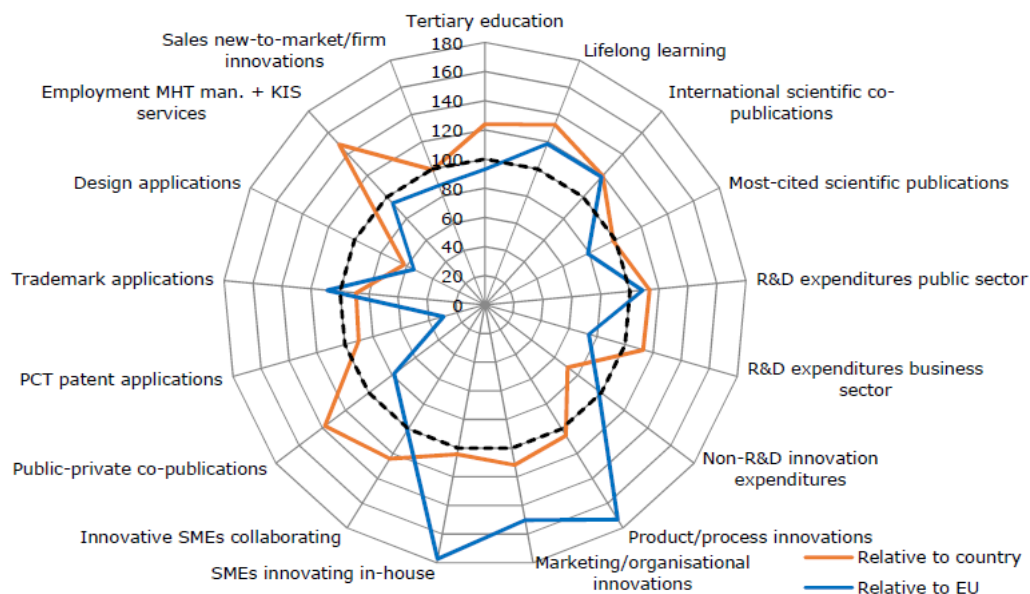 Tertiary education
Sales new-to-market/firm
innovations
Lifelong learning
Employment MHT man. + KIS
services
International scientific co-
publications
Design applications
Most-cited scientific publications
Trademark applications
R&D expenditures public sector
PCT patent applications
R&D expenditures business
sector
Public-private co-publications
Non-R&D innovation
expenditures
Innovative SMEs collaborating
Product/process innovations
SMEs innovating in-house
Marketing/organisational
innovations
180
160
140
120
100
80
60
40
20
0
Relative to country
Relative to EU